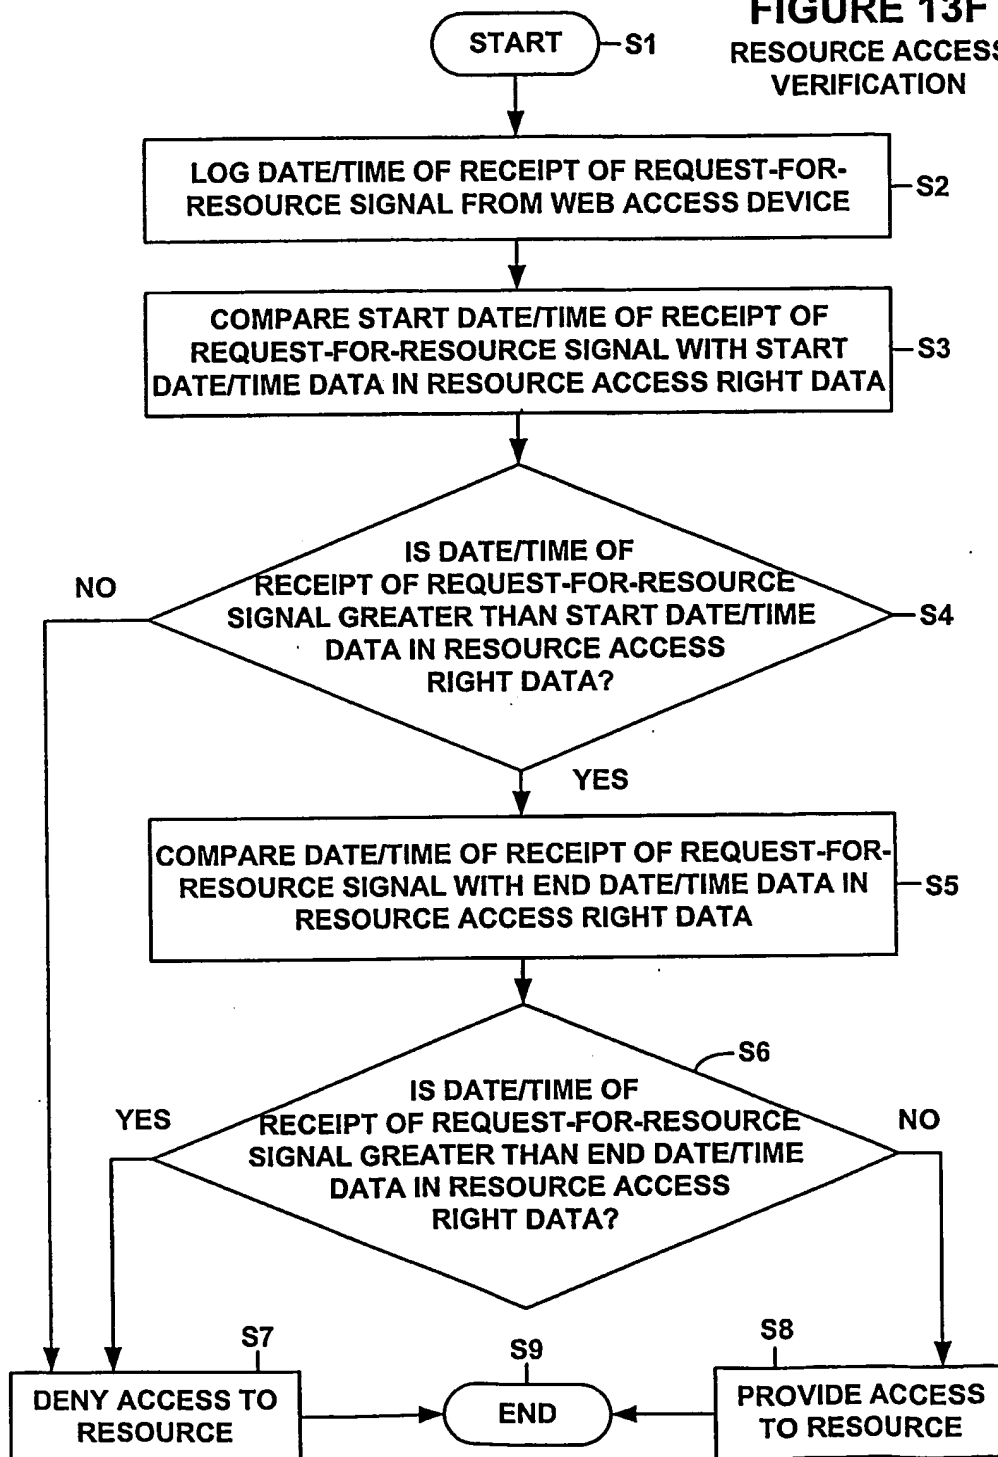 FIGURE 13F
RESOURCE ACCESS
VERIFICATION
START
S1
LOG DATE/TIME OF RECEIPT OF REQUEST-FOR-
RESOURCE SIGNAL FROM WEB ACCESS DEVICE
S2
COMPARE START DATE/TIME OF RECEIPT OF
REQUEST-FOR-RESOURCE SIGNAL WITH START
DATE/TIME DATA IN RESOURCE ACCESS RIGHT DATA
S3
IS DATE/TIME OF
RECEIPT OF REQUEST-FOR-RESOURCE
SIGNAL GREATER THAN START DATE/TIME
DATA IN RESOURCE ACCESS
RIGHT DATA?
NO
S4
YES
COMPARE DATE/TIME OF RECEIPT OF REQUEST-FOR-
RESOURCE SIGNAL WITH END DATE/TIME DATA IN
RESOURCE ACCESS RIGHT DATA
S5
S6
IS DATE/TIME OF
RECEIPT OF REQUEST-FOR-RESOURCE
SIGNAL GREATER THAN END DATE/TIME
DATA IN RESOURCE ACCESS
RIGHT DATA?
YES
NO
S7
DENY ACCESS TO
RESOURCE
S9
END
S8
PROVIDE ACCESS
TO RESOURCE